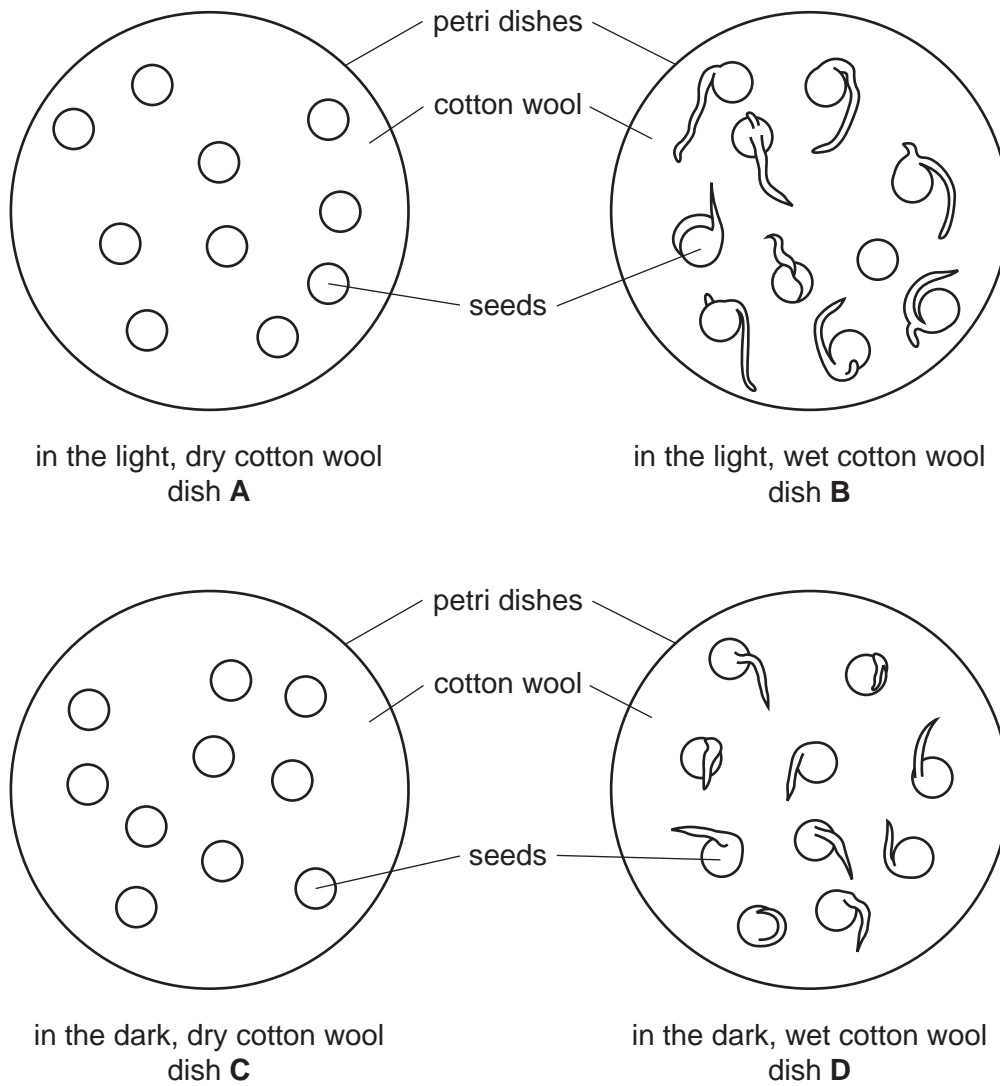 petri dishes
cotton wool
seeds
in the light, dry cotton wool
dish A
in the light, wet cotton wool
dish B
petri dishes
cotton wool
seeds
in the dark, dry cotton wool
dish C
in the dark, wet cotton wool
dish D